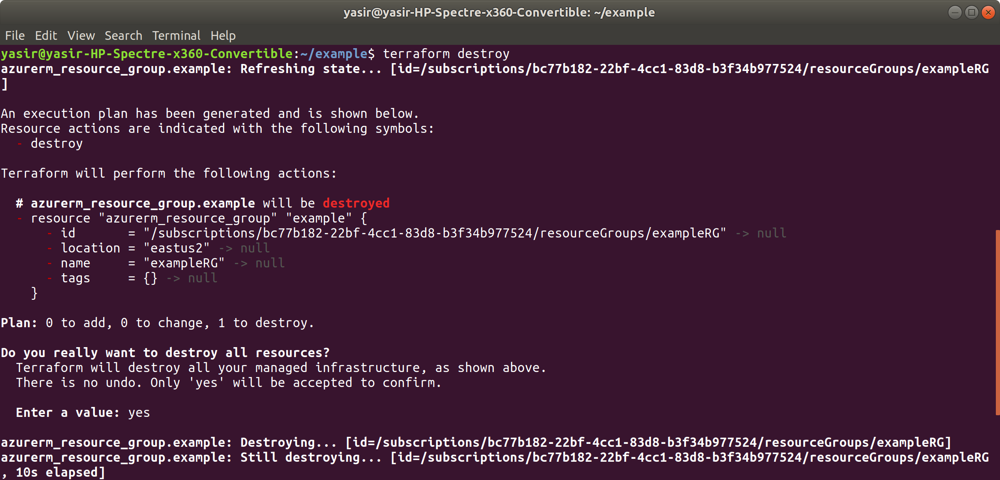 yasir@yasir-HP-Spectre-x360-Convertible: ~/example
File Edit View Search Terminal Help
yasir@yasir-HP-Spectre-x360-Convertible:~/example$ terraform destroy
azurerm_resource_group.example: Refreshing state... [id=/subscriptions/bc77b182-22bf-4cc1-83d8-b3f34b977524/resourceGroups/exampleRG
]
An execution plan has been generated and is shown below.
Resource actions are indicated with the following symbols:
  - destroy
Terraform will perform the following actions:
  # azurerm_resource_group.example will be destroyed
  - resource "azurerm_resource_group" "example" {
      - id       = "/subscriptions/bc77b182-22bf-4cc1-83d8-b3f34b977524/resourceGroups/exampleRG" -> null
      - location = "eastus2" -> null
      - name     = "exampleRG" -> null
      - tags     = {} -> null
    }
Plan: 0 to add, 0 to change, 1 to destroy.
Do you really want to destroy all resources?
  Terraform will destroy all your managed infrastructure, as shown above.
  There is no undo. Only 'yes' will be accepted to confirm.
  Enter a value: yes
azurerm_resource_group.example: Destroying... [id=/subscriptions/bc77b182-22bf-4cc1-83d8-b3f34b977524/resourceGroups/exampleRG]
azurerm_resource_group.example: Still destroying... [id=/subscriptions/bc77b182-22bf-4cc1-83d8-b3f34b977524/resourceGroups/exampleRG
, 10s elapsed]